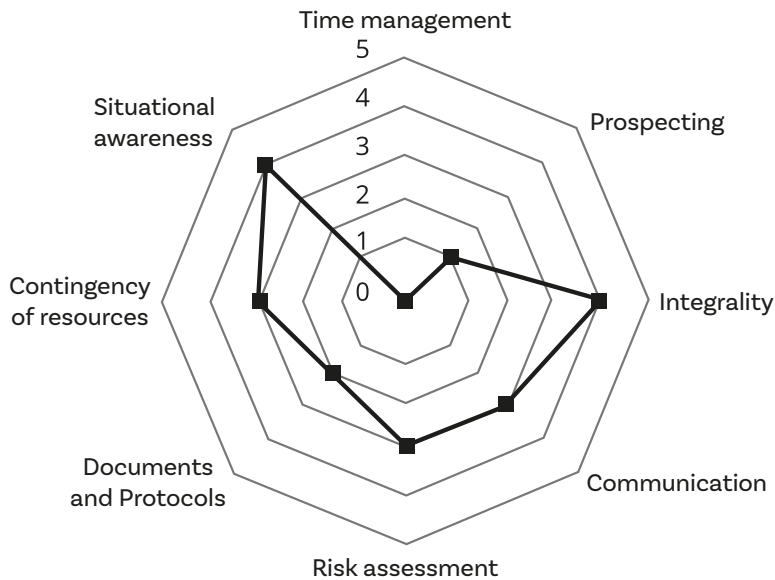 Time management
5
4
3
2
1
0
Situational
awareness
Prospecting
Contingency
of resources
Integrality
Documents
and Protocols
Communication
Risk assessment